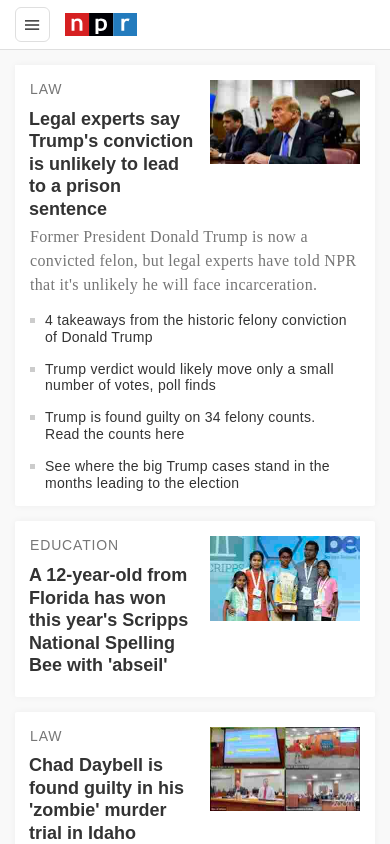 npr
LAW
Legal experts say
Trump's conviction
is unlikely to lead
to a prison
sentence
Former President Donald Trump is now a
convicted felon, but legal experts have told NPR
that it's unlikely he will face incarceration.
4 takeaways from the historic felony conviction
of Donald Trump
Trump verdict would likely move only a small
number of votes, poll finds
Trump is found guilty on 34 felony counts.
Read the counts here
See where the big Trump cases stand in the
months leading to the election
EDUCATION
A 12-year-old from
Florida has won
this year's Scripps
National Spelling
Bee with 'abseil'
SCRIPPS
bee
LAW
Chad Daybell is
found guilty in his
'zombie' murder
trial in Idaho